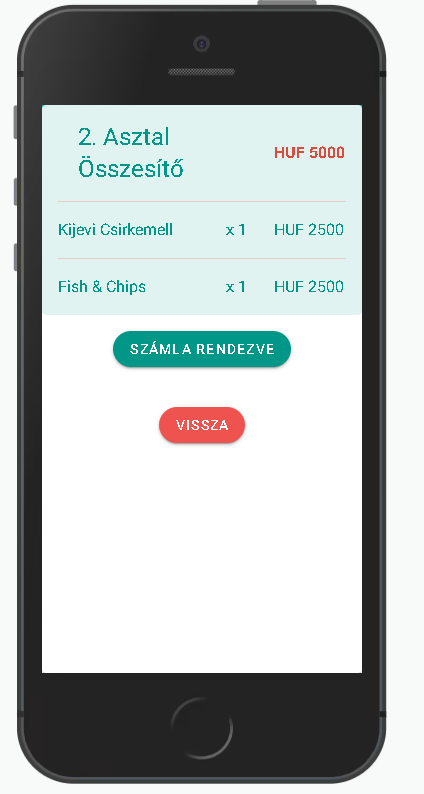 2. Asztal
Összesítő
HUF 5000
Kijevi Csirkemell x 1 HUF 2500
Fish & Chips x 1 HUF 2500
SZÁMLA RENDEZVE
VISSZA